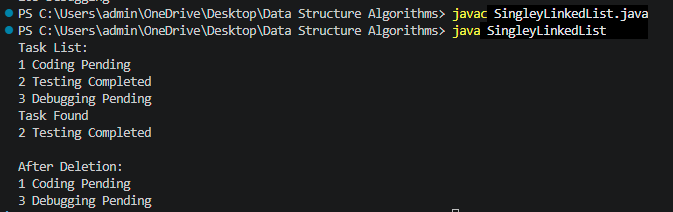 PS C:\Users\admin\OneDrive\Desktop\Data Structure Algorithms> javac SingleyLinkedList.java
PS C:\Users\admin\OneDrive\Desktop\Data Structure Algorithms> java SingleyLinkedList
Task List:
1 Coding Pending
2 Testing Completed
3 Debugging Pending
Task Found
2 Testing Completed
After Deletion:
1 Coding Pending
3 Debugging Pending